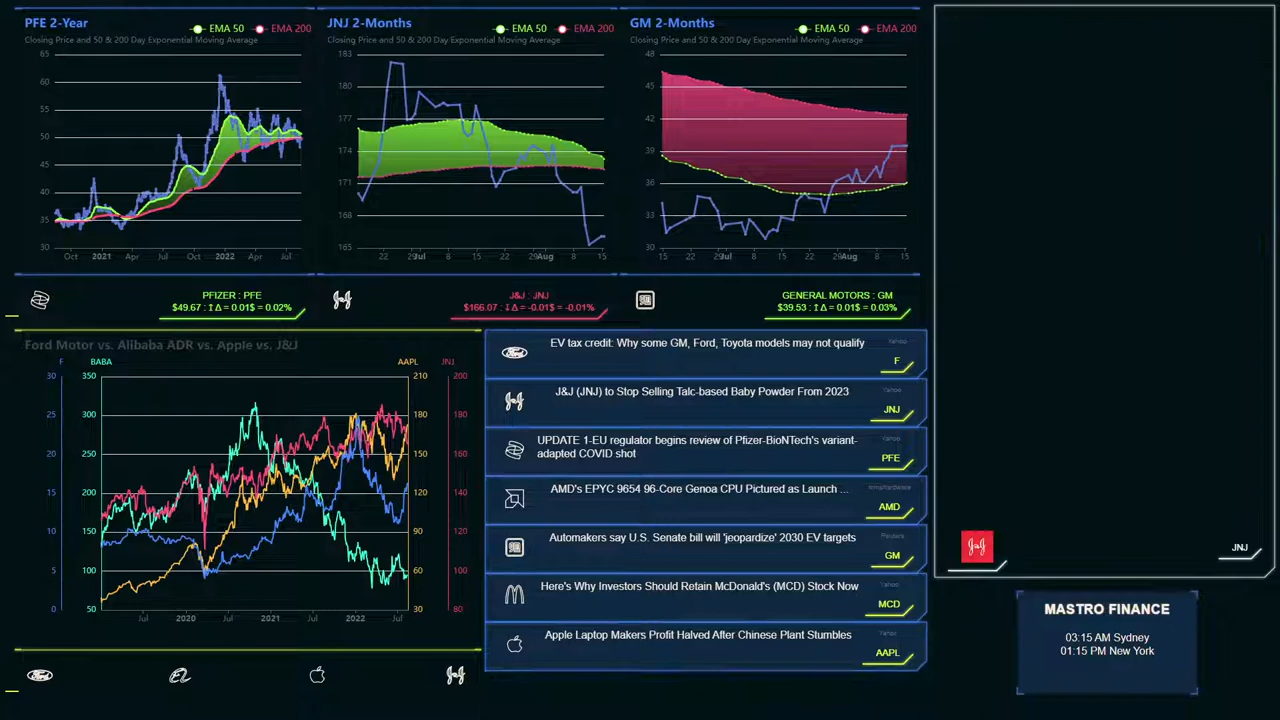 PFE 2-Year
EMA 50 EMA 200
Closing Price and 50 & 200 Day Exponential Moving Average
65
60
55
50
45
40
35
30
Oct 2021 Apr Jul Oct 2022 Apr Jul
JNJ 2-Months
EMA 50 EMA 200
Closing Price and 50 & 200 Day Exponential Moving Average
183
180
177
174
171
168
165
22 29 Jul 8 15 22 29 Aug 8 15
GM 2-Months
EMA 50 EMA 200
Closing Price and 50 & 200 Day Exponential Moving Average
48
45
42
39
36
33
30
15 22 29 Jul 8 15 22 29 Aug 8 15
PFIZER : PFE
$49.67 : ↥ Δ = 0.01$ = 0.02%
J&J : JNJ
$166.07 : ↧ Δ = -0.01$ = -0.01%
GENERAL MOTORS : GM
$39.53 : ↥ Δ = 0.01$ = 0.03%
Ford Motor vs. Alibaba ADR vs. Apple vs. J&J
F BABA AAPL JNJ
30 350 210 200
25 300 180 180
20 250 150 160
15 200 120 140
10 150 90 120
5 100 60 100
0 50 30 80
Jul 2020 Jul 2021 Jul 2022 Jul
Ford
EV tax credit: Why some GM, Ford, Toyota models may not qualify
Yahoo
F
J&J (JNJ) to Stop Selling Talc-based Baby Powder From 2023
Yahoo
JNJ
UPDATE 1-EU regulator begins review of Pfizer-BioNTech's variant-
adapted COVID shot
Yahoo
PFE
AMD's EPYC 9654 96-Core Genoa CPU Pictured as Launch ...
AMD
Automakers say U.S. Senate bill will 'jeopardize' 2030 EV targets
Reuters
GM
Here's Why Investors Should Retain McDonald's (MCD) Stock Now
Yahoo
MCD
Apple Laptop Makers Profit Halved After Chinese Plant Stumbles
Yahoo
AAPL
J&J
JNJ
MASTRO FINANCE
03:15 AM Sydney
01:15 PM New York